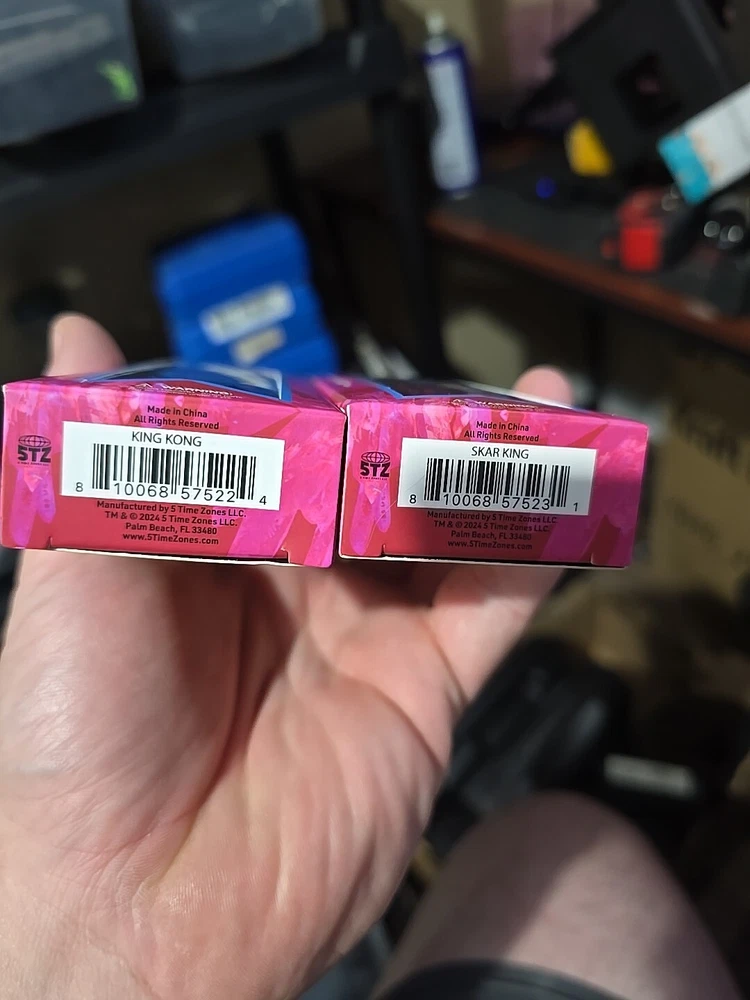 WARNING:
Made in China
All Rights Reserved
KING KONG
5TZ
8 10068 57522 4
Manufactured by 5 Time Zones LLC.
TM & © 2024 5 Time Zones LLC.
Palm Beach, FL 33480
www.5TimeZones.com
Made in China
All Rights Reserved
SKAR KING
5TZ
8 10068 57523 1
Manufactured by 5 Time Zones LLC.
TM & © 2024 5 Time Zones LLC.
Palm Beach, FL 33480
www.5TimeZones.com